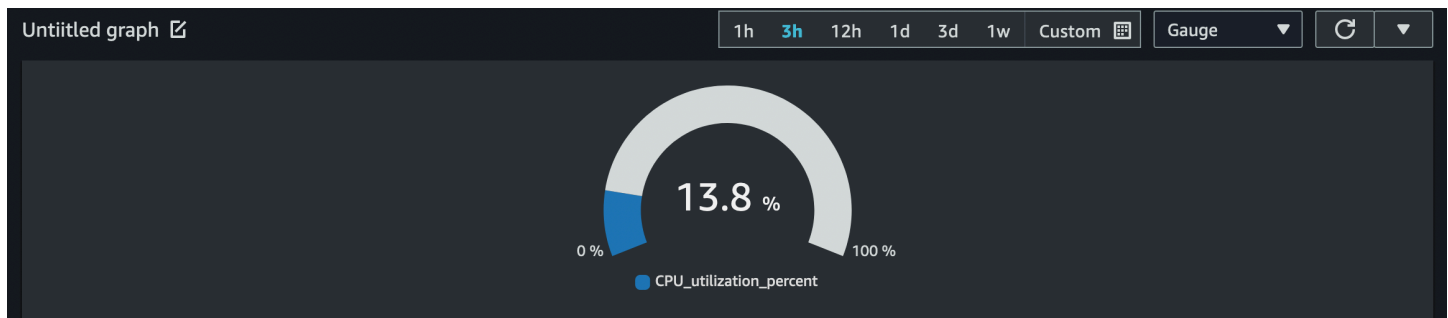 Untiitled graph
1h 3h 12h 1d 3d 1w Custom Gauge
13.8 %
0 % 100 %
CPU_utilization_percent